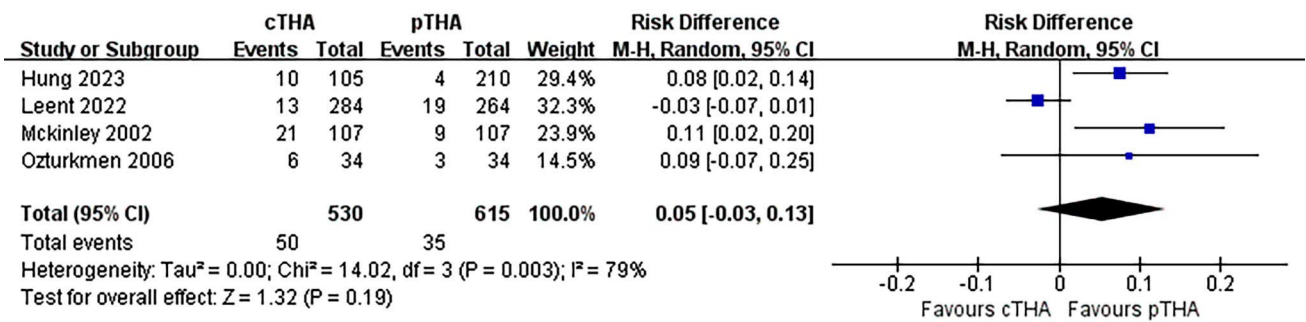 cTHA pTHA Risk Difference Risk Difference
Study or Subgroup Events Total Events Total Weight M-H, Random, 95% CI M-H, Random, 95% CI
Hung 2023 10 105 4 210 29.4% 0.08 [0.02, 0.14]
Leent 2022 13 284 19 264 32.3% -0.03 [-0.07, 0.01]
Mckinley 2002 21 107 9 107 23.9% 0.11 [0.02, 0.20]
Ozturkmen 2006 6 34 3 34 14.5% 0.09 [-0.07, 0.25]
Total (95% CI) 530 615 100.0% 0.05 [-0.03, 0.13]
Total events 50 35
Heterogeneity: Tau² = 0.00; Chi² = 14.02, df = 3 (P = 0.003); I² = 79%
Test for overall effect: Z = 1.32 (P = 0.19)
-0.2 -0.1 0 0.1 0.2
Favours cTHA Favours pTHA